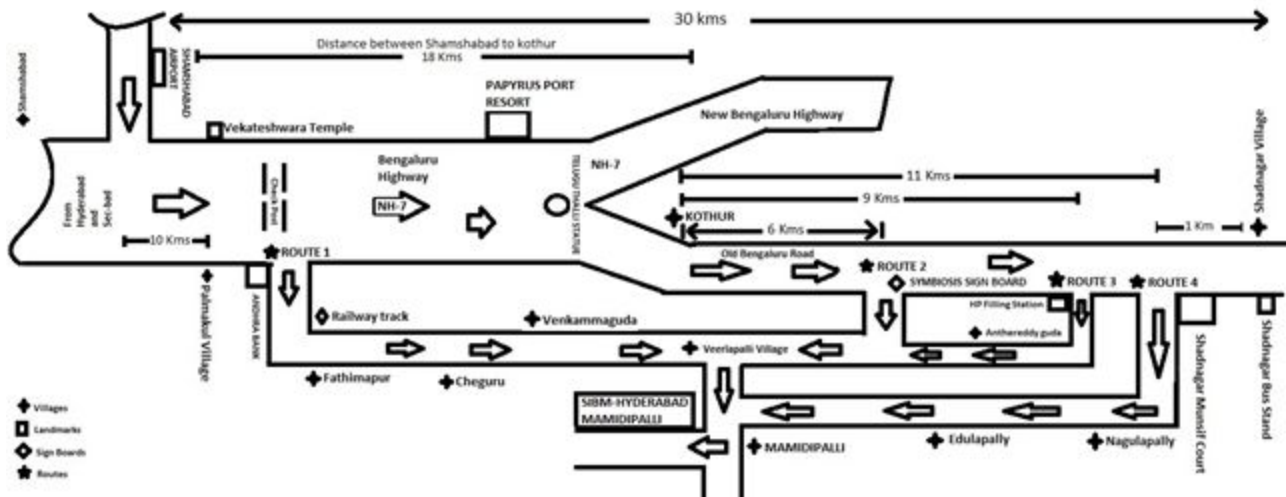 30 kms
Distance between Shamshabad to kothur
18 Kms
Shamshabad
SHAMSHABAD
AIRPORT
PAPYRUS PORT
RESORT
Vekateshwara Temple
New Bengaluru Highway
Shadnagar Village
From
Hyderabad
and
Sec-bad
Check Post
Bengaluru
Highway
NH-7
TELUGU THALLI STATUE
NH-7
11 Kms
9 Kms
KOTHUR
6 Kms
1 Km
10 Kms
ROUTE 1
Old Bengaluru Road
ROUTE 2
SYMBIOSIS SIGN BOARD
ROUTE 3
ROUTE 4
HP Filling Station
Palmakul Village
ANDHRA BANK
Railway track
Venkammaguda
Anthereddy guda
Veerlapalli Village
Fathimapur
Cheguru
Shadnagar Munsif Court
Shadnagar Bus Stand
SIBM-HYDERABAD
MAMIDIPALLI
MAMIDIPALLI
Edulapally
Nagulapally
Villages
Landmarks
Sign Boards
Routes